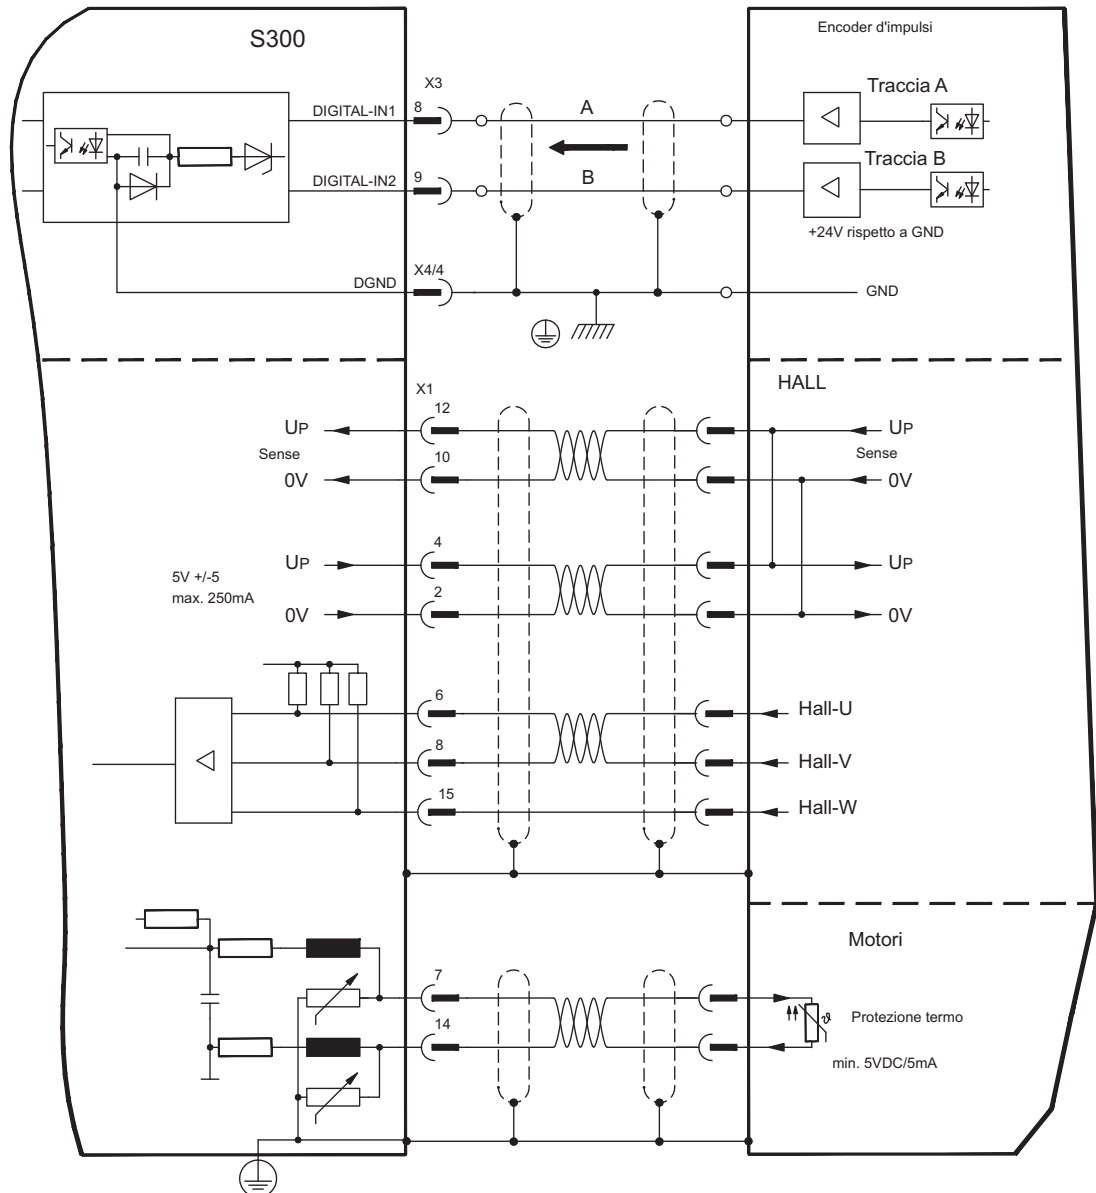 S300
Encoder d'impulsi
X3
Traccia A
DIGITAL-IN1
8
A
Traccia B
DIGITAL-IN2
9
B
+24V rispetto a GND
X4/4
DGND
GND
HALL
X1
12
UP
UP
Sense
Sense
10
0V
0V
4
UP
UP
5V +/-5
max. 250mA
2
0V
0V
6
Hall-U
8
Hall-V
15
Hall-W
Motori
7
ϑ
Protezione termo
14
min. 5VDC/5mA